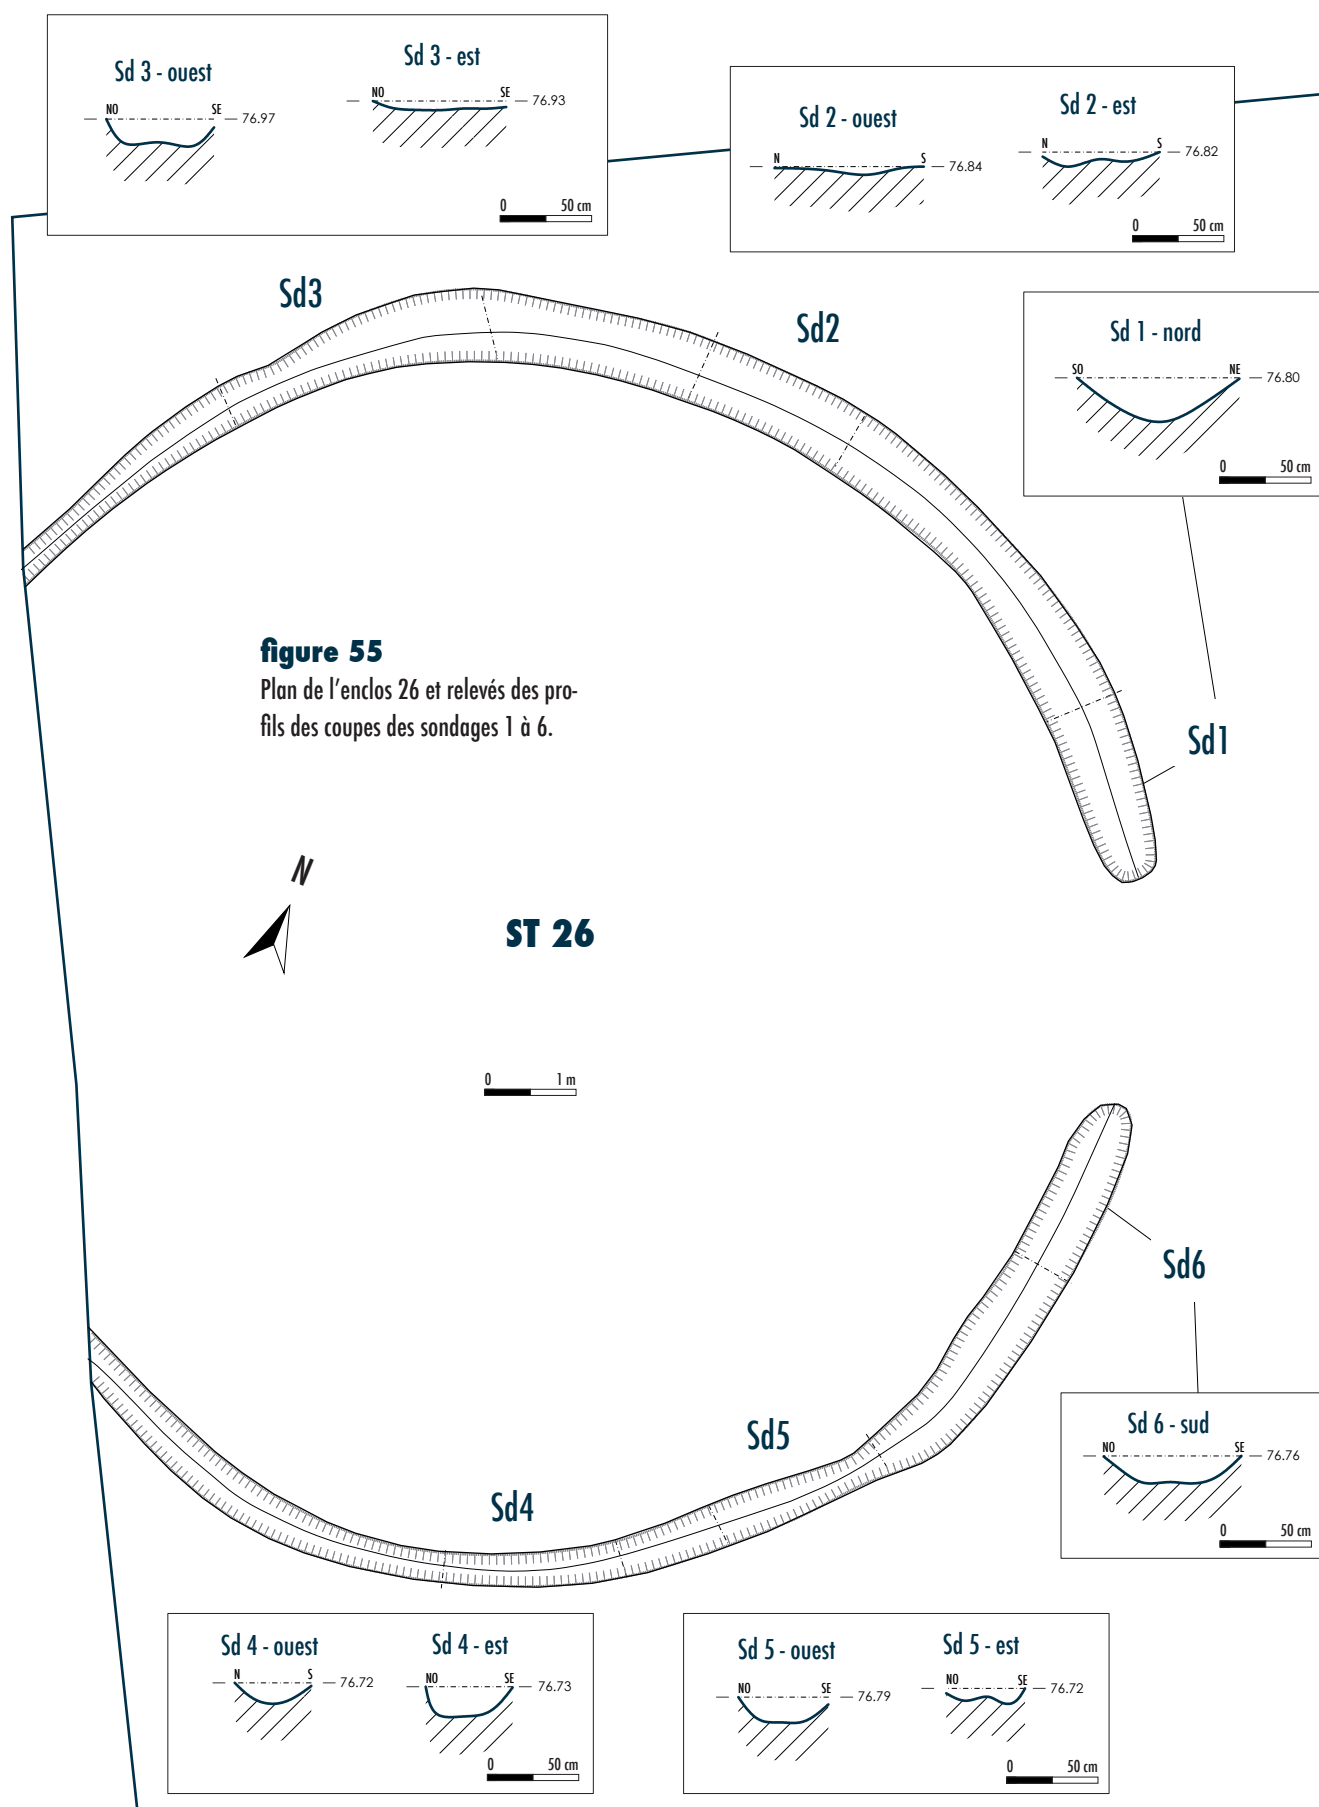 Sd 3 - ouest
NO SE 76.97
Sd 3 - est
NO SE 76.93
0 50 cm
Sd 2 - ouest
N S 76.84
Sd 2 - est
N S 76.82
0 50 cm
Sd3
Sd2
Sd 1 - nord
SO NE 76.80
0 50 cm
figure 55
Plan de l'enclos 26 et relevés des pro-
fils des coupes des sondages 1 à 6.
Sd1
N
ST 26
0 1 m
Sd6
Sd5
Sd4
Sd 6 - sud
NO SE 76.76
0 50 cm
Sd 4 - ouest
N S 76.72
Sd 4 - est
NO SE 76.73
0 50 cm
Sd 5 - ouest
NO SE 76.79
Sd 5 - est
NO SE 76.72
0 50 cm